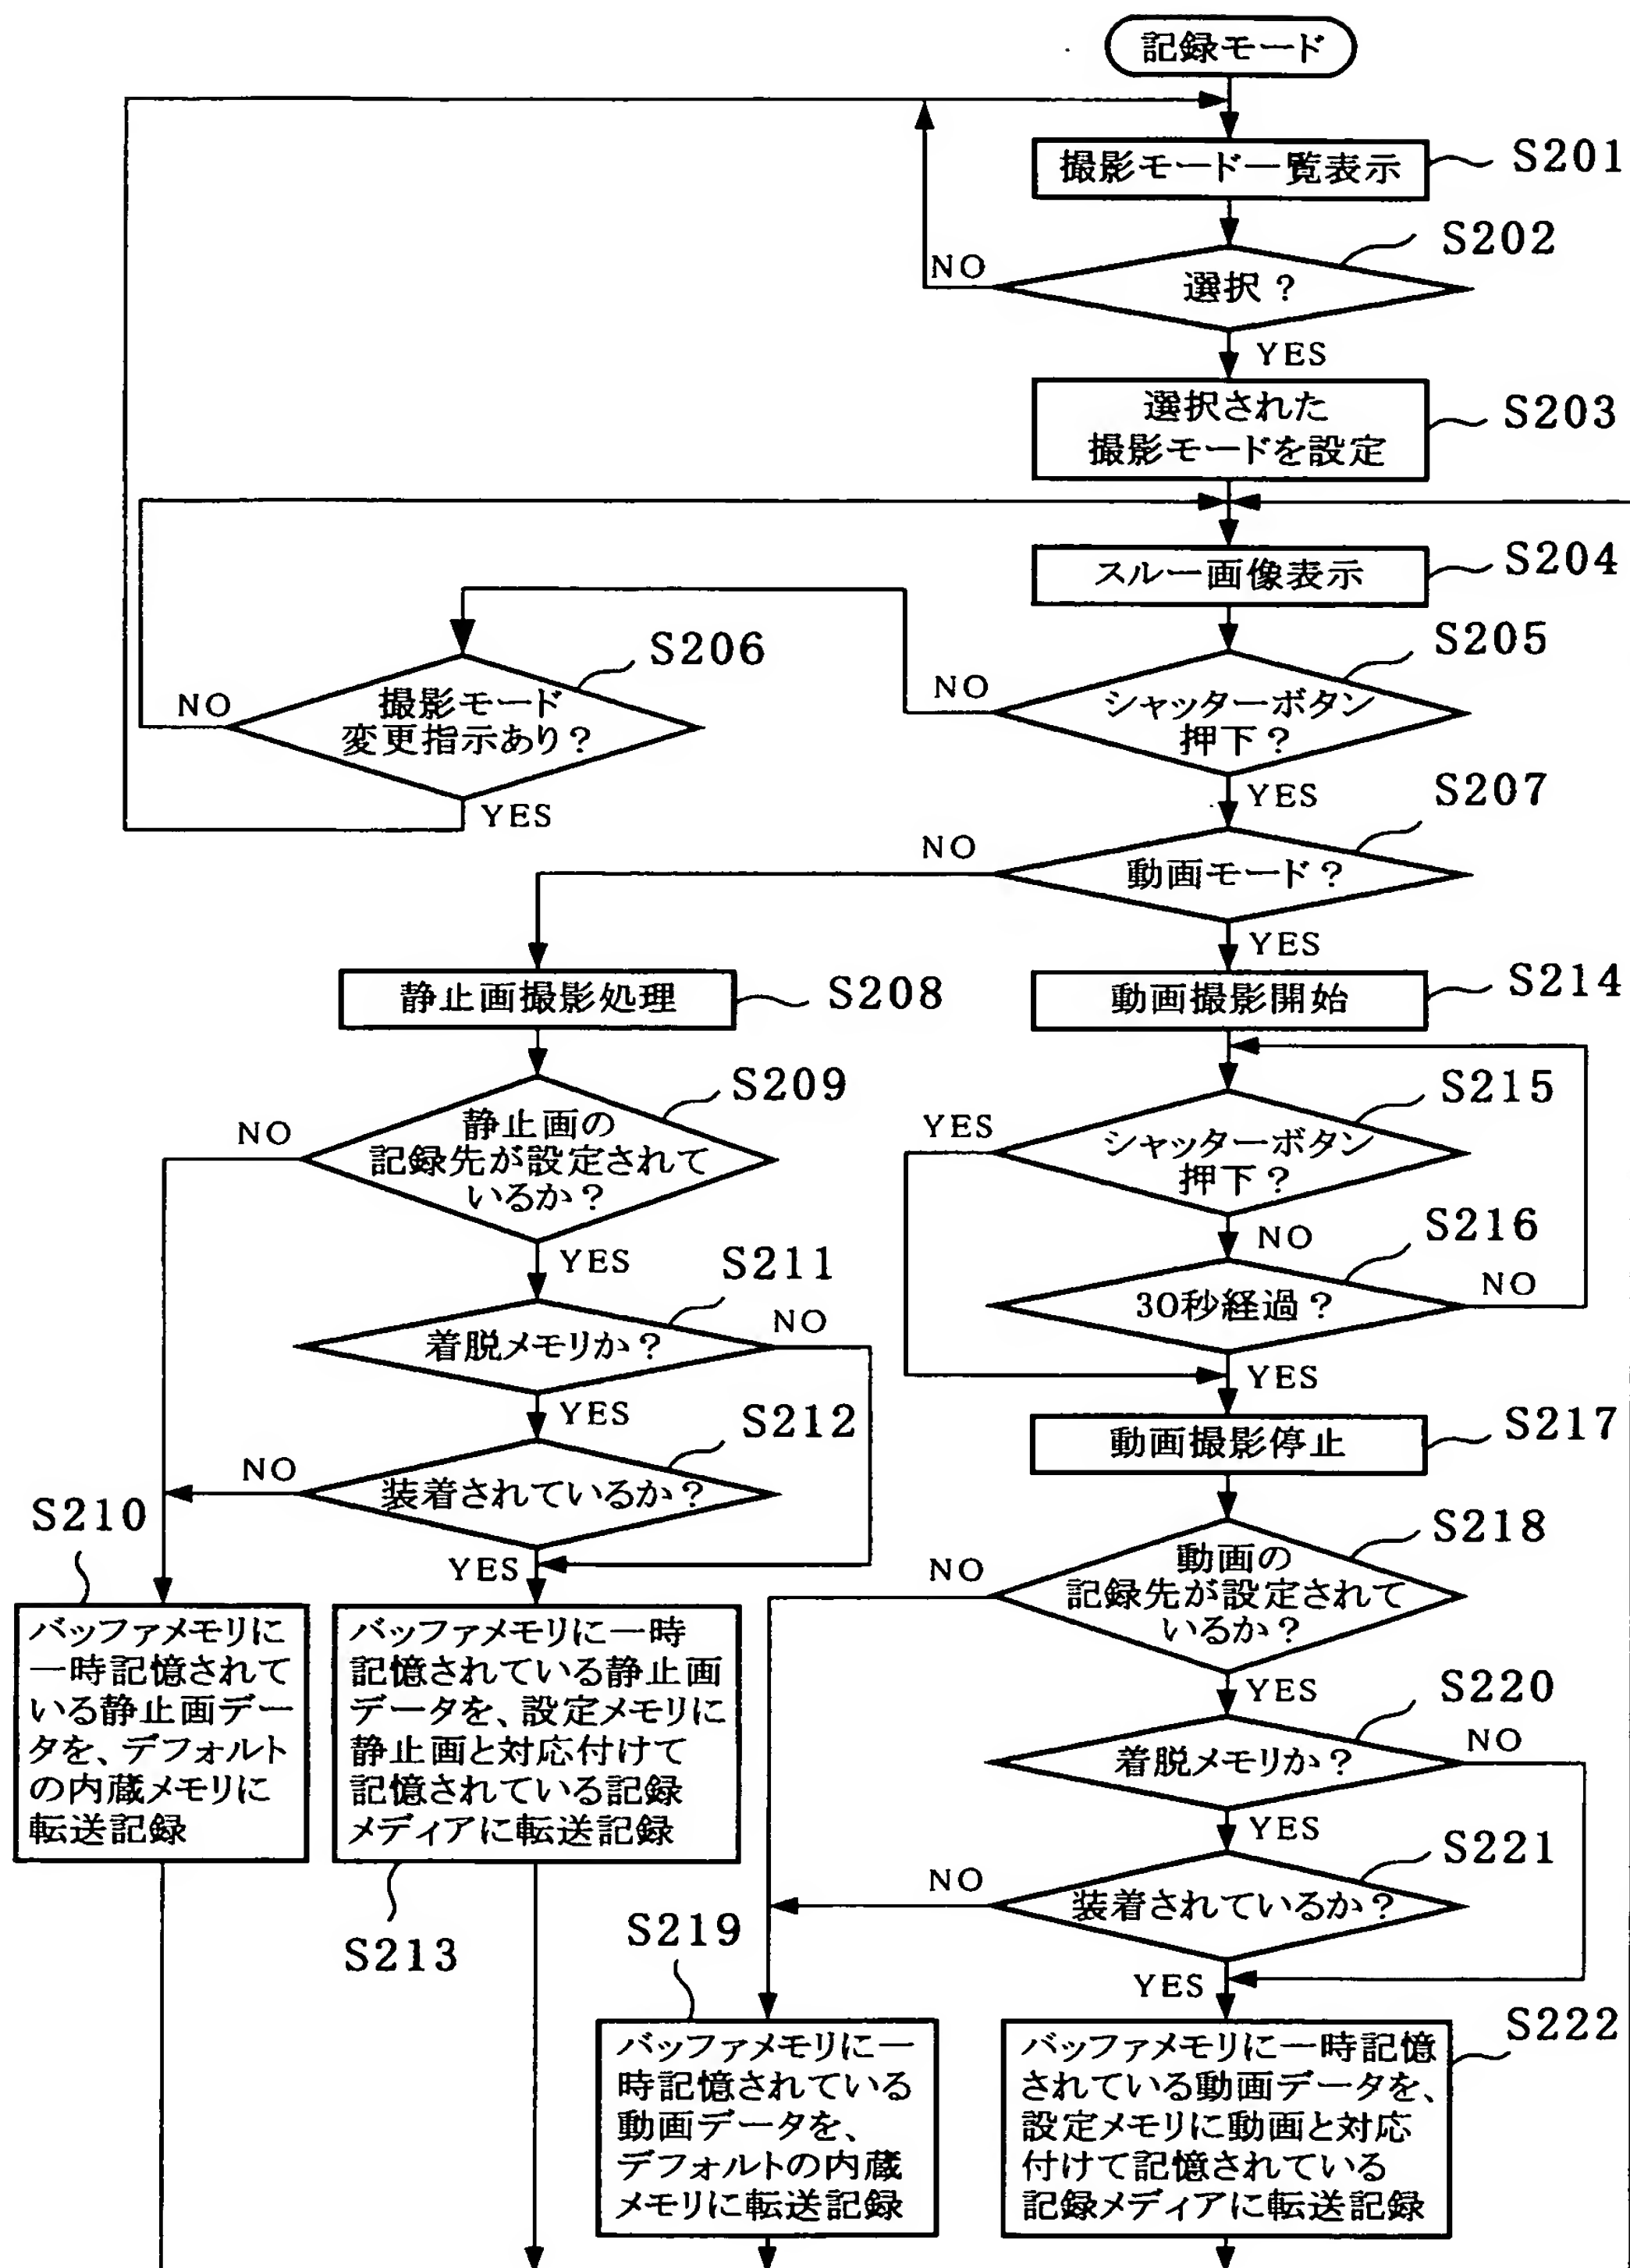 記録モード
撮影モード一覧表示
S201
S202
NO
選択？
YES
選択された
撮影モードを設定
S203
スルー画像表示
S204
S205
NO
シャッターボタン
押下？
YES
S206
NO
撮影モード
変更指示あり？
YES
S207
NO
動画モード？
YES
静止画撮影処理
S208
S209
NO
静止画の
記録先が設定されて
いるか？
YES
S211
NO
着脱メモリか？
YES
S212
NO
装着されているか？
YES
S210
バッファメモリに
一時記憶されて
いる静止画デー
タを、デフォルト
の内蔵メモリに
転送記録
バッファメモリに一時
記憶されている静止画
データを、設定メモリに
静止画と対応付けて
記憶されている記録
メディアに転送記録
S213
動画撮影開始
S214
S215
YES
シャッターボタン
押下？
NO
S216
NO
30秒経過？
YES
動画撮影停止
S217
S218
NO
動画の
記録先が設定されて
いるか？
YES
S220
NO
着脱メモリか？
YES
S221
NO
装着されているか？
YES
S219
バッファメモリに一
時記憶されている
動画データを、
デフォルトの内蔵
メモリに転送記録
S222
バッファメモリに一時記憶
されている動画データを、
設定メモリに動画と対応
付けて記憶されている
記録メディアに転送記録